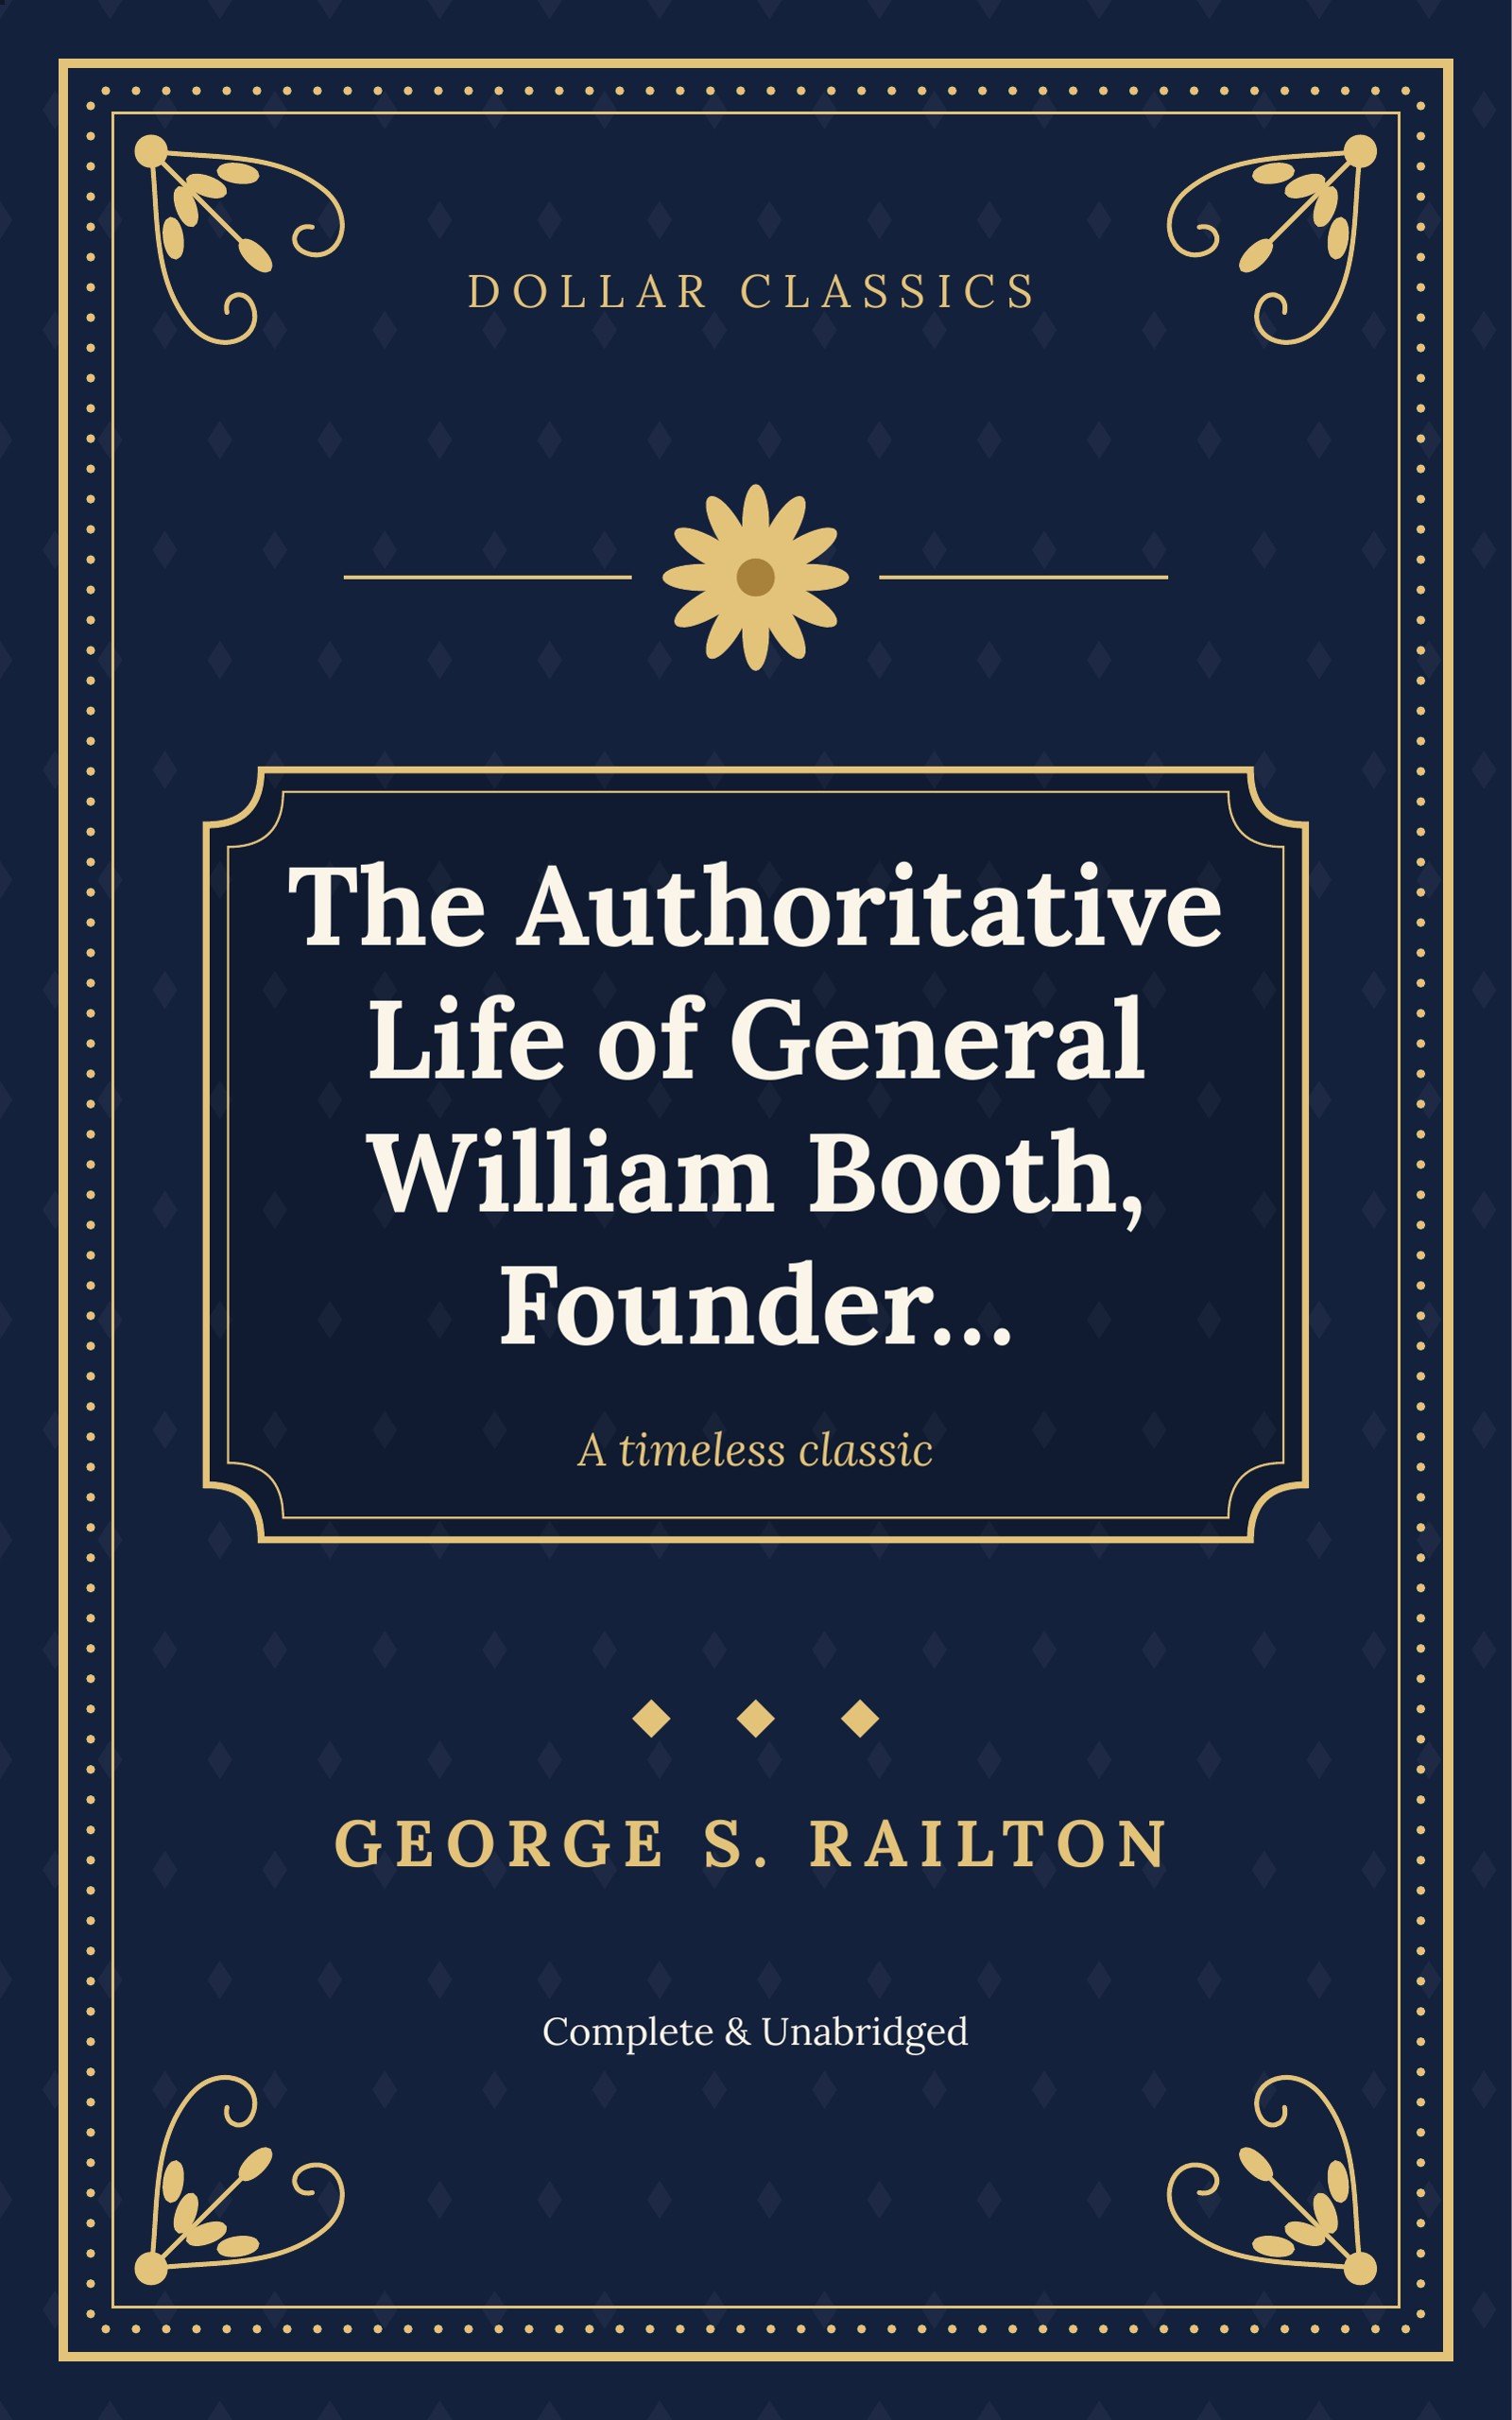 DOLLAR CLASSICS
The Authoritative
Life of General
William Booth,
Founder...
A timeless classic
GEORGE S. RAILTON
Complete & Unabridged